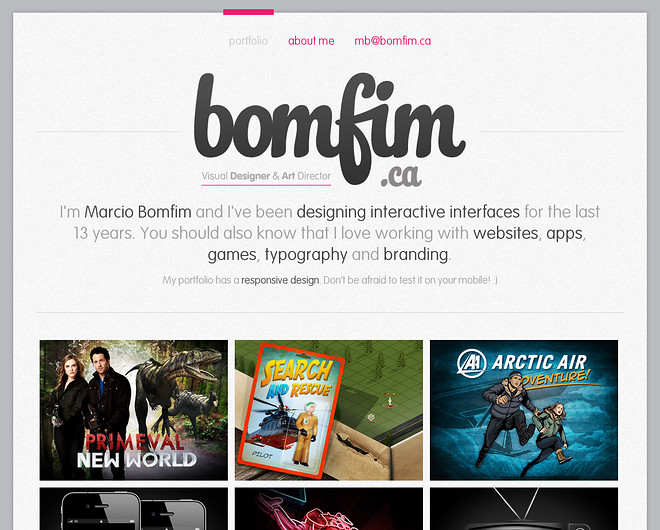 portfolio about me mb@bomfim.ca
bomfim
.ca
Visual Designer & Art Director
I'm Marcio Bomfim and I've been designing interactive interfaces for the last
13 years. You should also know that I love working with websites, apps,
games, typography and branding.
My portfolio has a responsive design. Don't be afraid to test it on your mobile! :)
PRIMEVAL
NEW WORLD
SEARCH
AND RESCUE
PILOT
AA ARCTIC AIR
ADVENTURE!